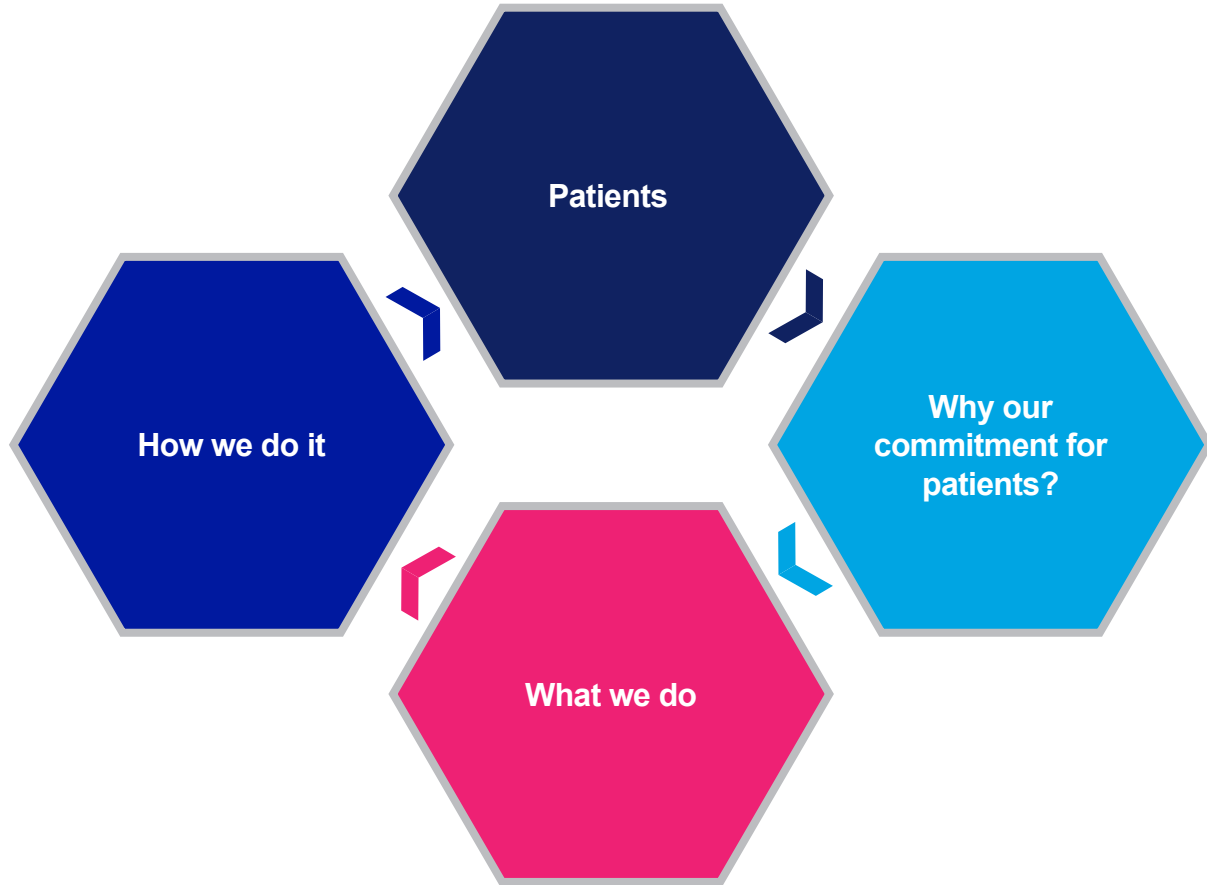 Patients
Why our
commitment for
patients?
How we do it
What we do